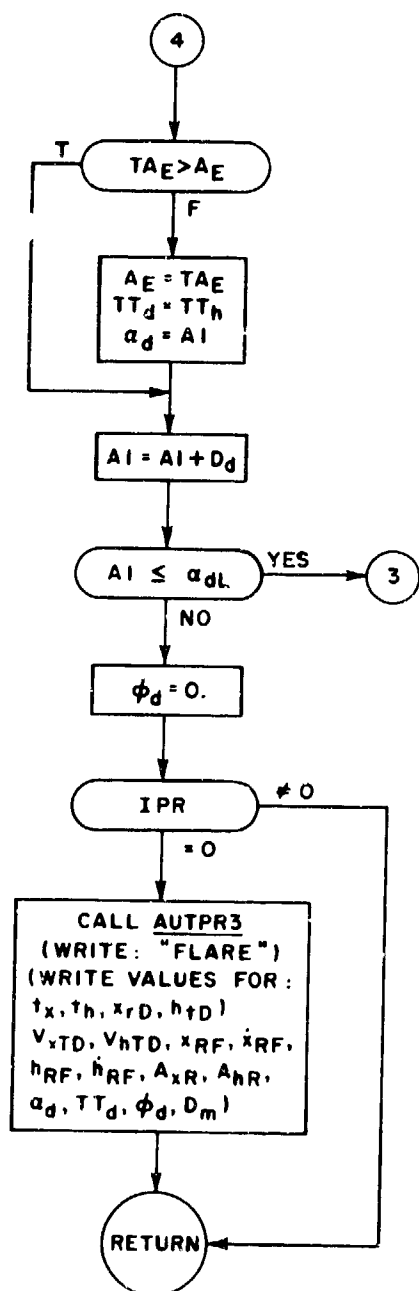 4
T
TA_E > A_E
F
A_E = TA_E
TT_d = TT_h
α_d = AI
AI = AI + D_d
AI ≤ α_dL
YES
3
NO
ϕ_d = 0.
IPR
≠ 0
= 0
CALL AUTPR3
(WRITE: "FLARE")
(WRITE VALUES FOR:
t_x, t_h, x_rD, h_tD)
V_xTD, V_hTD, x_RF, ẋ_RF,
h_RF, ḣ_RF, A_xR, A_hR,
α_d, TT_d, ϕ_d, D_m)
RETURN